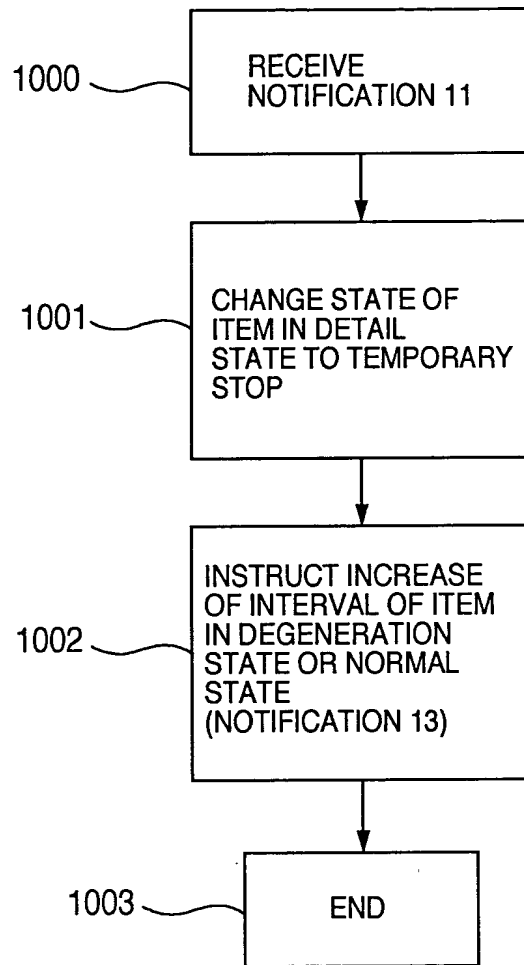 1000
RECEIVE
NOTIFICATION 11
1001
CHANGE STATE OF
ITEM IN DETAIL
STATE TO TEMPORARY
STOP
1002
INSTRUCT INCREASE
OF INTERVAL OF ITEM
IN DEGENERATION
STATE OR NORMAL
STATE
(NOTIFICATION 13)
1003
END